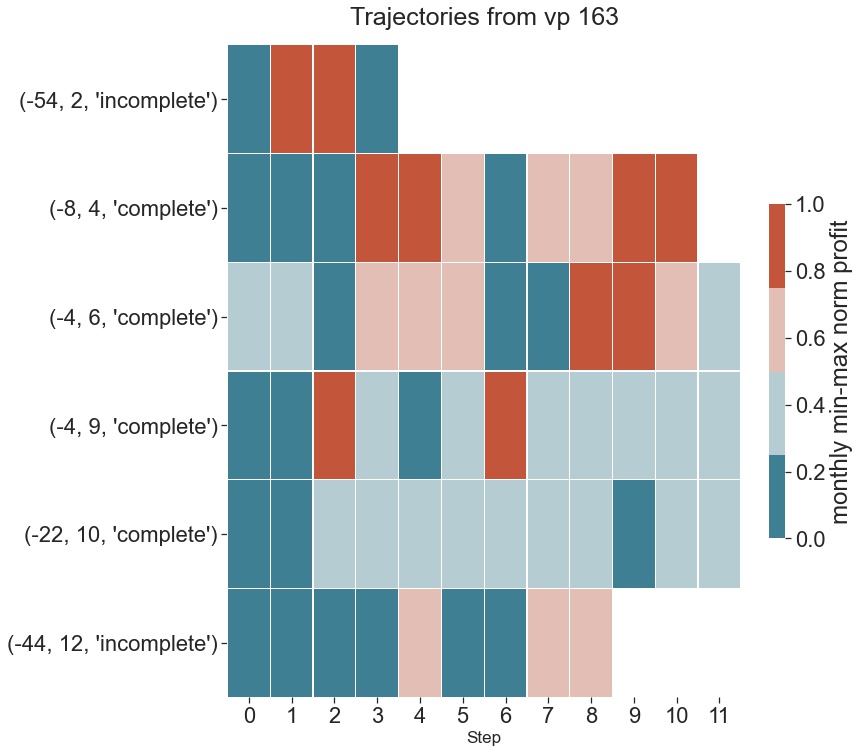 Trajectories from vp 163
(-54, 2, 'incomplete')
(-8, 4, 'complete')
(-4, 6, 'complete')
(-4, 9, 'complete')
(-22, 10, 'complete')
(-44, 12, 'incomplete')
0 1 2 3 4 5 6 7 8 9 10 11
Step
1.0
0.8
0.6
0.4
0.2
0.0
monthly min-max norm profit